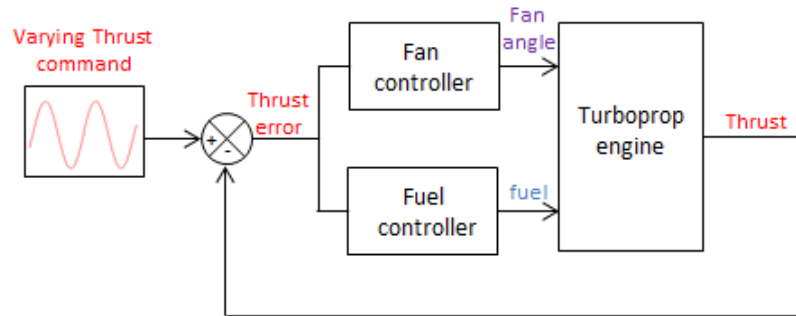 Varying Thrust
command
+
-
Thrust
error
Fan
controller
Fuel
controller
Fan
angle
fuel
Turboprop
engine
Thrust